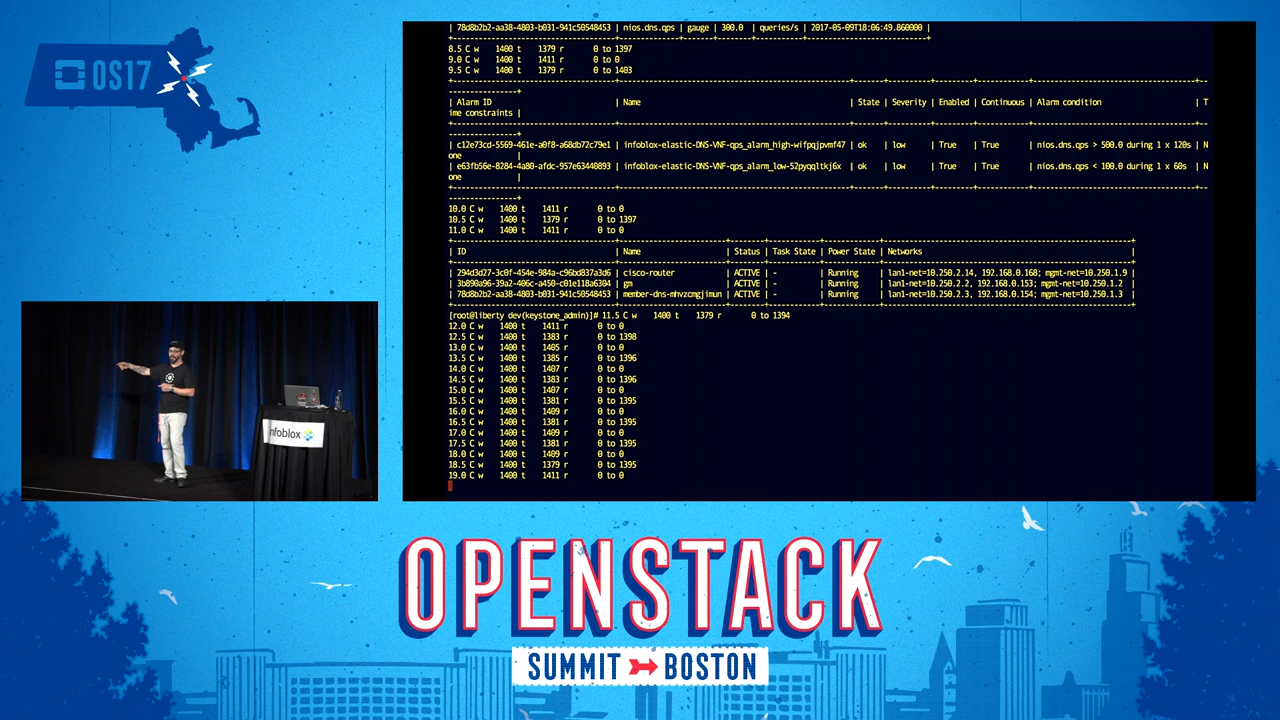 OS17
| 78d8b2b2-aa38-4803-b031-941c50548453 | nios.dns.qps | gauge | 300.0 | queries/s | 2017-05-09T18:06:49.860000 |
8.5 C w 1400 t 1379 r 0 to 1397
9.0 C w 1400 t 1411 r 0 to 0
9.5 C w 1400 t 1379 r 0 to 1403
| Alarm ID | Name | State | Severity | Enabled | Continuous | Alarm condition | T
ime constraints |
| c12e73cd-5569-461e-a0f8-a68db72c79e1 | infoblox-elastic-DNS-VNF-qps_alarm_high-wifpqjpvmf47 | ok | low | True | True | nios.dns.qps > 500.0 during 1 x 120s | N
one |
| e63fb56e-8284-4a80-afdc-957e63440893 | infoblox-elastic-DNS-VNF-qps_alarm_low-52pyqqltkj6x | ok | low | True | True | nios.dns.qps < 100.0 during 1 x 60s | N
one |
10.0 C w 1400 t 1411 r 0 to 0
10.5 C w 1400 t 1379 r 0 to 1397
11.0 C w 1400 t 1411 r 0 to 0
| ID | Name | Status | Task State | Power State | Networks |
| 294d3d27-3c0f-454e-984a-c96bd837a3d6 | cisco-router | ACTIVE | - | Running | lan1-net=10.250.2.14, 192.168.0.168; mgmt-net=10.250.1.9 |
| 3b890a96-39a2-406c-a450-c01e118a6304 | gm | ACTIVE | - | Running | lan1-net=10.250.2.2, 192.168.0.153; mgmt-net=10.250.1.2 |
| 78d8b2b2-aa38-4803-b031-941c50548453 | member-dns-mhvzcmgjimun | ACTIVE | - | Running | lan1-net=10.250.2.3, 192.168.0.154; mgmt-net=10.250.1.3 |
[root@liberty dev(keystone_admin)]# 11.5 C w 1400 t 1379 r 0 to 1394
12.0 C w 1400 t 1411 r 0 to 0
12.5 C w 1400 t 1383 r 0 to 1398
13.0 C w 1400 t 1405 r 0 to 0
13.5 C w 1400 t 1385 r 0 to 1396
14.0 C w 1400 t 1407 r 0 to 0
14.5 C w 1400 t 1383 r 0 to 1396
15.0 C w 1400 t 1407 r 0 to 0
15.5 C w 1400 t 1381 r 0 to 1395
16.0 C w 1400 t 1409 r 0 to 0
16.5 C w 1400 t 1381 r 0 to 1395
17.0 C w 1400 t 1409 r 0 to 0
17.5 C w 1400 t 1381 r 0 to 1395
18.0 C w 1400 t 1409 r 0 to 0
18.5 C w 1400 t 1379 r 0 to 1395
19.0 C w 1400 t 1411 r 0 to 0
nfoblox
OPENSTACK
SUMMIT BOSTON